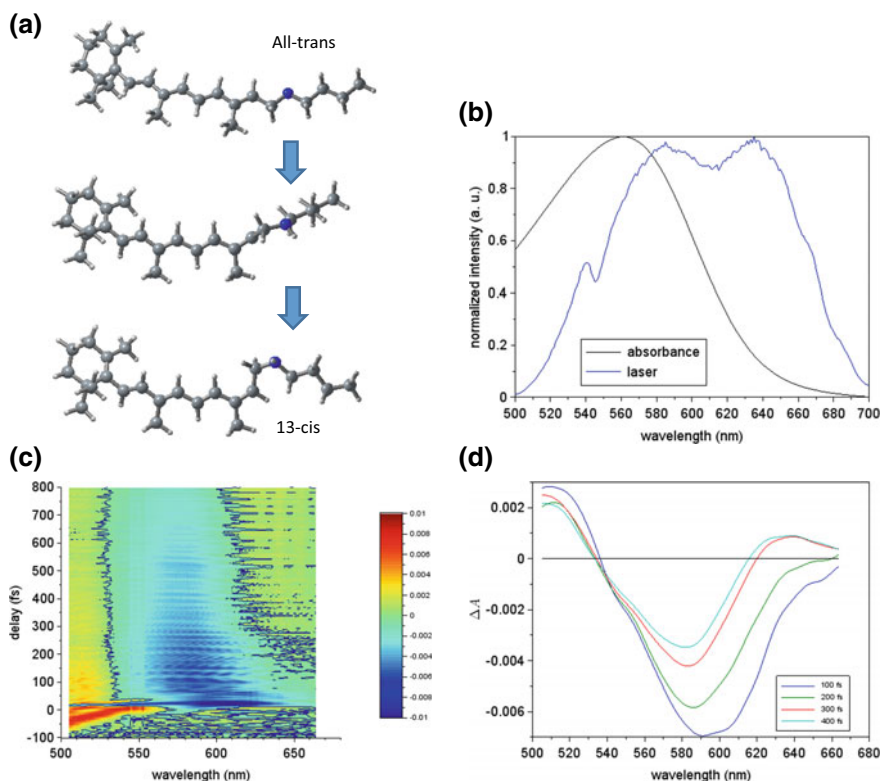 (a)
All-trans
13-cis
(b)
normalized intensity (a. u.)
1
0.8
0.6
0.4
0.2
0
absorbance
laser
500 520 540 560 580 600 620 640 660 680 700
wavelength (nm)
(c)
delay (fs)
800
700
600
500
400
300
200
100
0
-100
500 550 600 650
wavelength (nm)
0.01
0.008
0.006
0.004
0.002
0
-0.002
-0.004
-0.006
-0.008
-0.01
(d)
ΔA
0.002
0
-0.002
-0.004
-0.006
100 fs
200 fs
300 fs
400 fs
500 520 540 560 580 600 620 640 660 680
wavelength (nm)